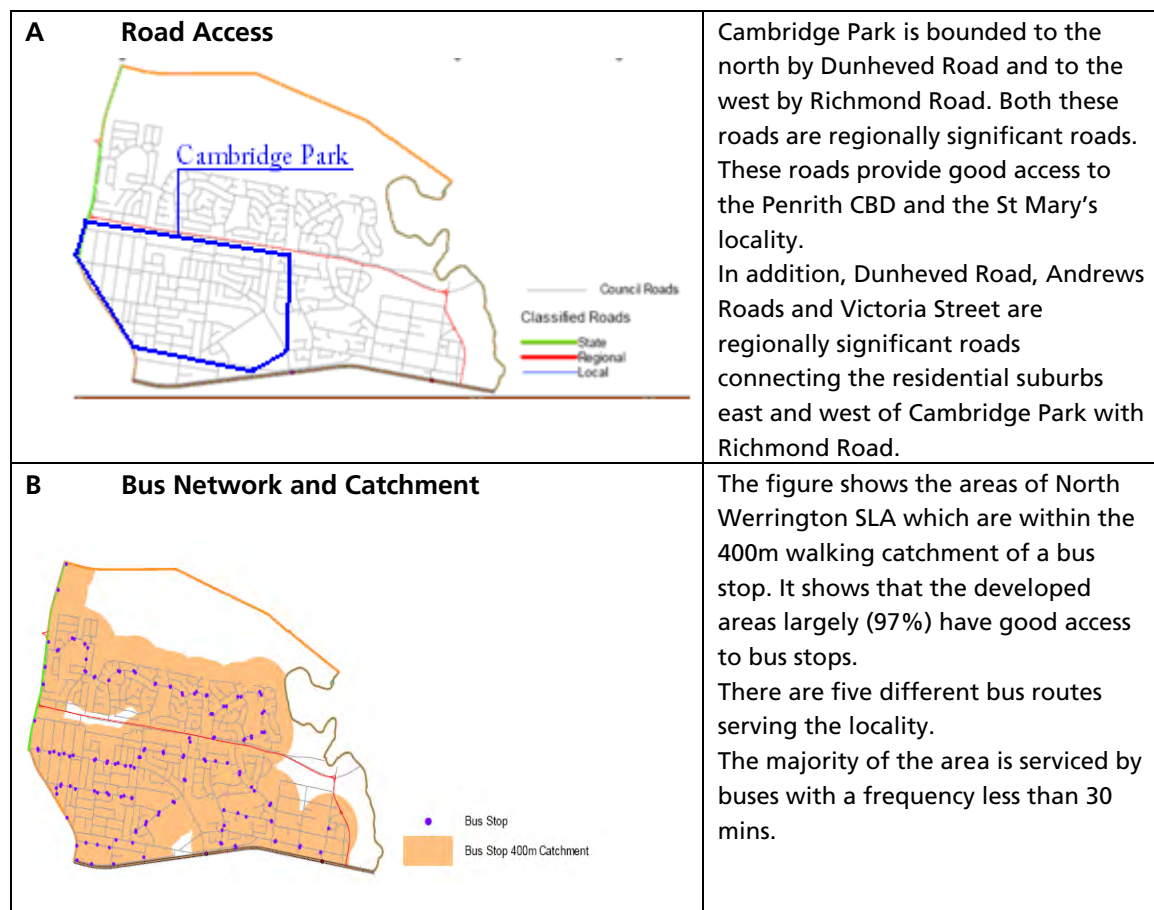 A Road Access
Cambridge Park
Council Roads
Classified Roads
State
Regional
Local
Cambridge Park is bounded to the
north by Dunheved Road and to the
west by Richmond Road. Both these
roads are regionally significant roads.
These roads provide good access to
the Penrith CBD and the St Mary's
locality.
In addition, Dunheved Road, Andrews
Roads and Victoria Street are
regionally significant roads
connecting the residential suburbs
east and west of Cambridge Park with
Richmond Road.
B Bus Network and Catchment
Bus Stop
Bus Stop 400m Catchment
The figure shows the areas of North
Werrington SLA which are within the
400m walking catchment of a bus
stop. It shows that the developed
areas largely (97%) have good access
to bus stops.
There are five different bus routes
serving the locality.
The majority of the area is serviced by
buses with a frequency less than 30
mins.